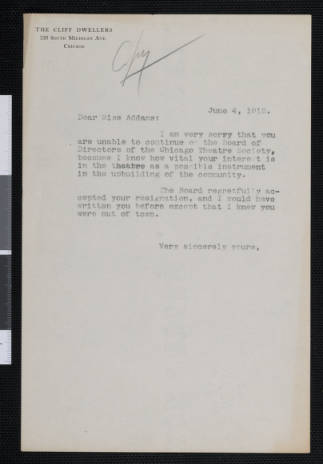 THE CLIFF DWELLERS
SOUTH MICHIGAN AVE.
CHICAGO
Copy
June 4, 1912.
Dear Miss Addams:
I am very sorry that you
are unable to continue on the Board of
Directors of the Chicago Theatre Society,
because I know how vital your interest is
in the theatre as a possible instrument
in the upbuilding of the community.
The Board regretfully ac-
cepted your resignation, and I would have
written you before except that I knew you
were out of town.
Very sincerely yours,